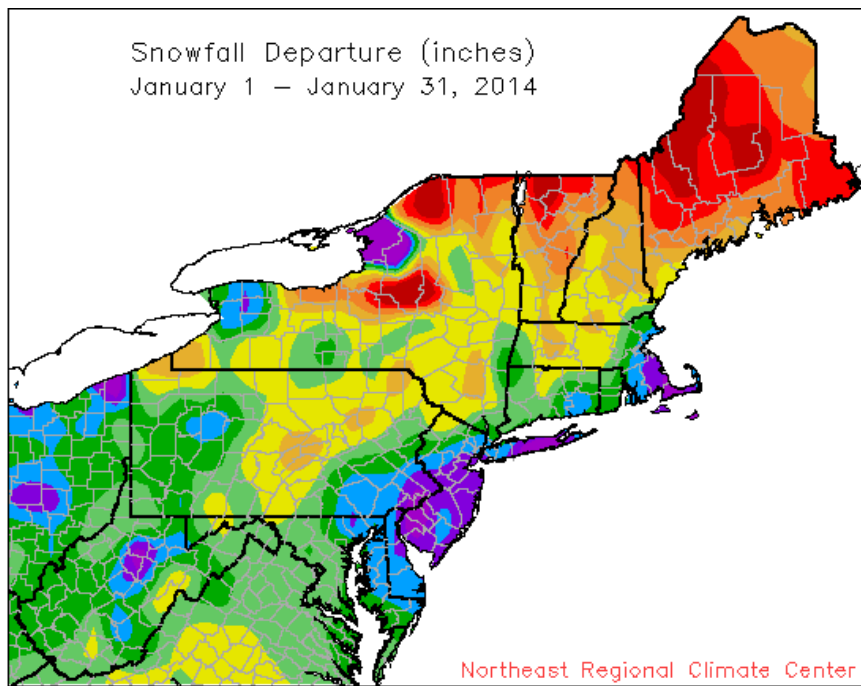 Snowfall Departure (inches)
January 1 – January 31, 2014
Northeast Regional Climate Center